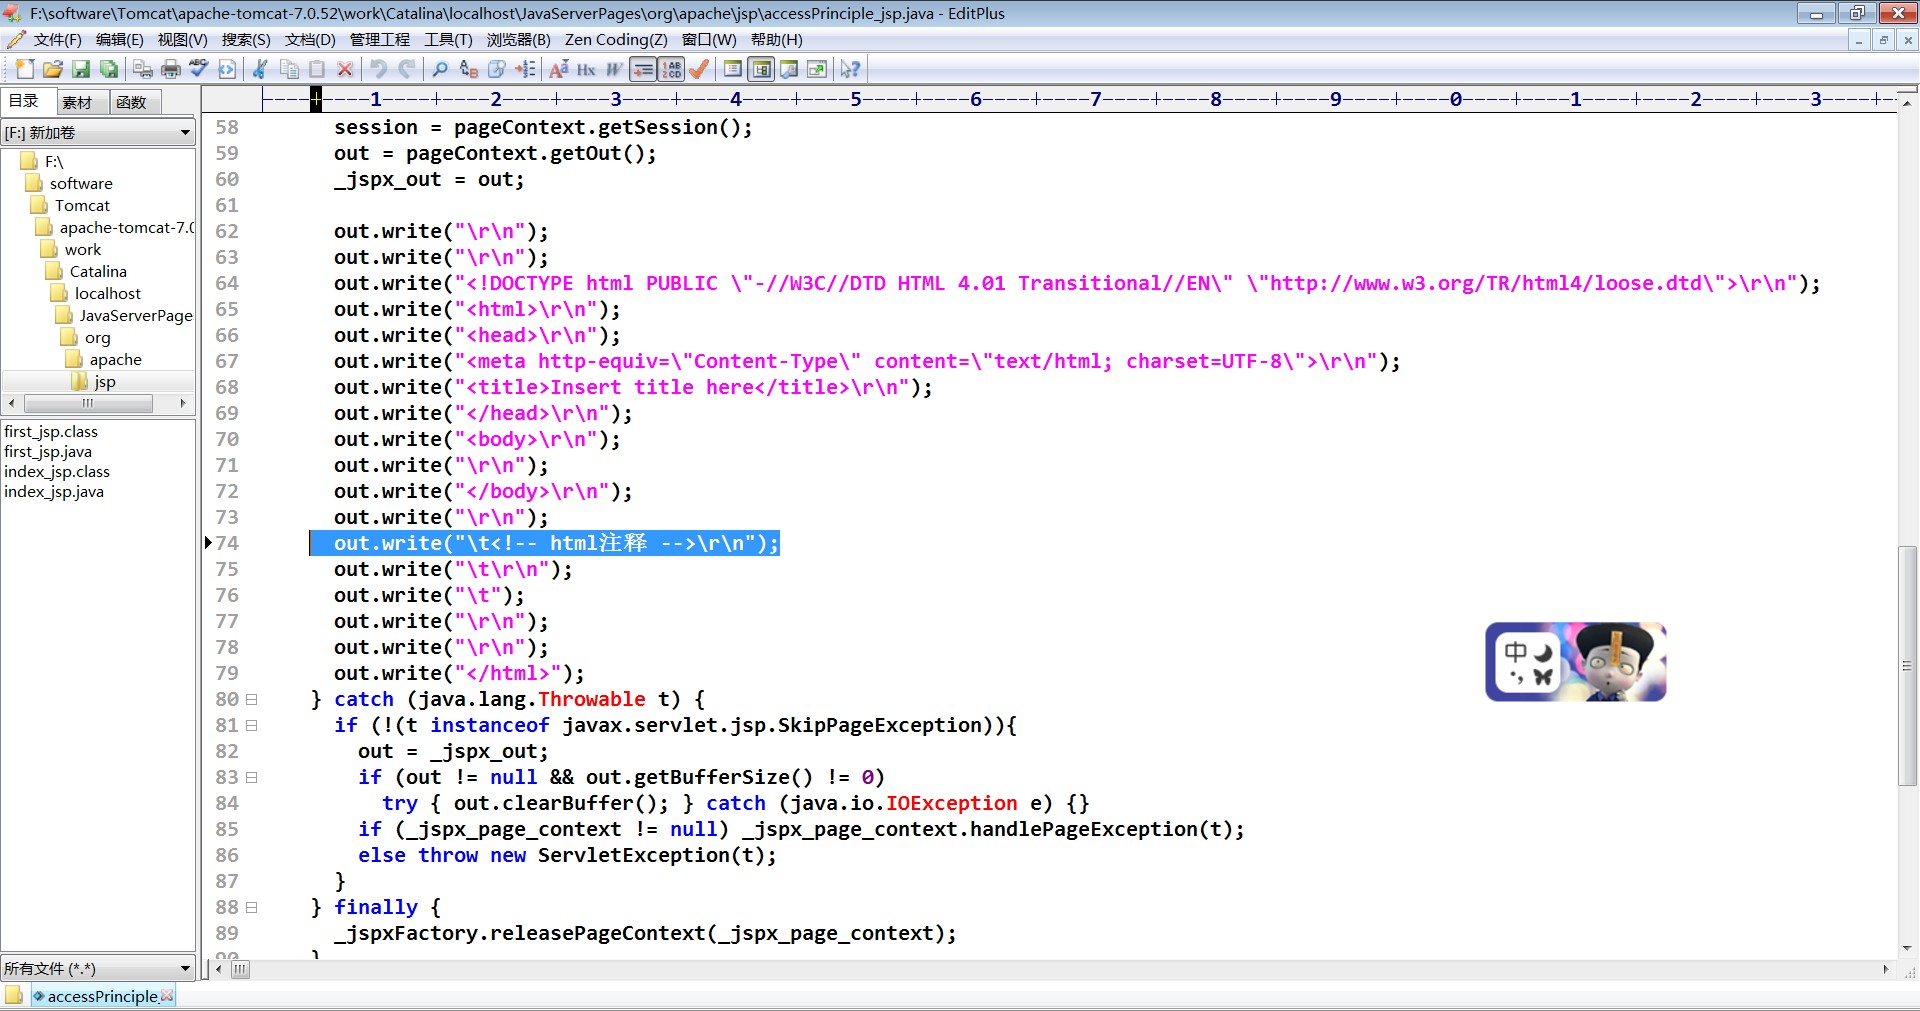 F:\software\Tomcat\apache-tomcat-7.0.52\work\Catalina\localhost\JavaServerPages\org\apache\jsp\accessPrinciple_jsp.java - EditPlus
文件(F) 编辑(E) 视图(V) 搜索(S) 文档(D) 管理工程 工具(T) 浏览器(B) Zen Coding(Z) 窗口(W) 帮助(H)
目录 素材 函数
[F:] 新加卷
F:\
software
Tomcat
apache-tomcat-7.0
work
Catalina
localhost
JavaServerPage
org
apache
jsp
first_jsp.class
first_jsp.java
index_jsp.class
index_jsp.java
所有文件 (*.*)
accessPrinciple
----+----1----+----2----+----3----+----4----+----5----+----6----+----7----+----8----+----9----+----0----+----1----+----2----+----3----+-
58 session = pageContext.getSession();
59 out = pageContext.getOut();
60 _jspx_out = out;
61
62 out.write("\r\n");
63 out.write("\r\n");
64 out.write("<!DOCTYPE html PUBLIC \"-//W3C//DTD HTML 4.01 Transitional//EN\" \"http://www.w3.org/TR/html4/loose.dtd\">\r\n");
65 out.write("<html>\r\n");
66 out.write("<head>\r\n");
67 out.write("<meta http-equiv=\"Content-Type\" content=\"text/html; charset=UTF-8\">\r\n");
68 out.write("<title>Insert title here</title>\r\n");
69 out.write("</head>\r\n");
70 out.write("<body>\r\n");
71 out.write("\r\n");
72 out.write("</body>\r\n");
73 out.write("\r\n");
74 out.write("\t<!-- html注释 -->\r\n");
75 out.write("\t\r\n");
76 out.write("\t");
77 out.write("\r\n");
78 out.write("\r\n");
79 out.write("</html>");
80 } catch (java.lang.Throwable t) {
81 if (!(t instanceof javax.servlet.jsp.SkipPageException)){
82 out = _jspx_out;
83 if (out != null && out.getBufferSize() != 0)
84 try { out.clearBuffer(); } catch (java.io.IOException e) {}
85 if (_jspx_page_context != null) _jspx_page_context.handlePageException(t);
86 else throw new ServletException(t);
87 }
88 } finally {
89 _jspxFactory.releasePageContext(_jspx_page_context);
90 }
中